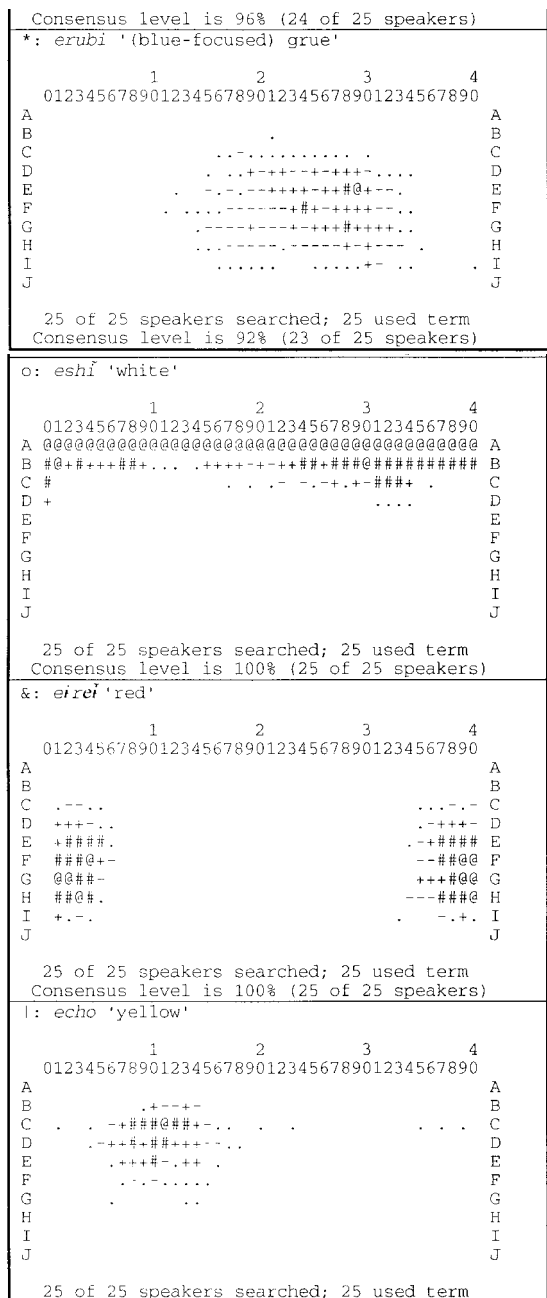 Consensus level is 96% (24 of 25 speakers)
*: erubi '(blue-focused) grue'
1 2 3 4
01234567890123456789012345678901234567890
A A
B . B
C ..-.......... . C
D . ..+-++--+-+++-.... D
E . -.-.--++++-++#@+--. E
F . ....------+#+-++++--.. F
G .----+---+--+++#++++.. G
H ...-----.-----+-+--- . H
I ...... .....+- .. . I
J J
25 of 25 speakers searched; 25 used term
Consensus level is 92% (23 of 25 speakers)
o: eshĩ 'white'
1 2 3 4
01234567890123456789012345678901234567890
A @@@@@@@@@@@@@@@@@@@@@@@@@@@@@@@@@@@@@@@@@ A
B #@+#+++##+... .++++-+-++##+###@########## B
C # . . .- -.-+.+-###+ . C
D + .... D
E E
F F
G G
H H
I I
J J
25 of 25 speakers searched; 25 used term
Consensus level is 100% (25 of 25 speakers)
&: eɨreĩ 'red'
1 2 3 4
01234567890123456789012345678901234567890
A A
B B
C .--.. ...-.- C
D +++-.. .-+++- D
E +####. .-+#### E
F ###@+- --##@@ F
G @@##- +++#@@ G
H ##@#. ---###@ H
I +.-. . -.+. I
J J
25 of 25 speakers searched; 25 used term
Consensus level is 100% (25 of 25 speakers)
|: echo 'yellow'
1 2 3 4
01234567890123456789012345678901234567890
A A
B .+--+- B
C . . -+###@##+-.. . . . . . C
D .-++#+##+++--.. D
E .+++#-.++ . E
F .-.-..... F
G . .. G
H H
I I
J J
25 of 25 speakers searched; 25 used term